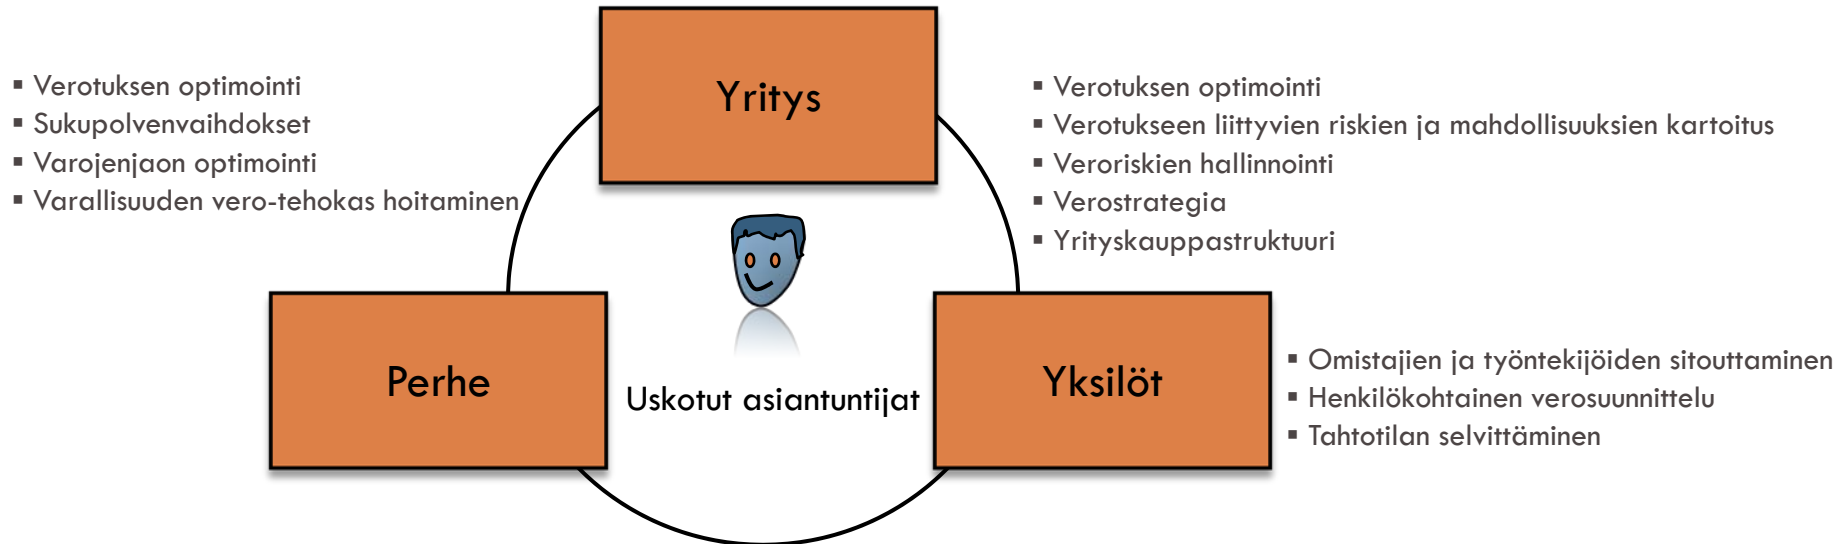 Yritys
▪ Verotuksen optimointi
▪ Sukupolvenvaihdokset
▪ Varojenjaon optimointi
▪ Varallisuuden vero-tehokas hoitaminen
▪ Verotuksen optimointi
▪ Verotukseen liittyvien riskien ja mahdollisuuksien kartoitus
▪ Veroriskien hallinnointi
▪ Verostrategia
▪ Yrityskauppastruktuuri
Perhe
Uskotut asiantuntijat
Yksilöt
▪ Omistajien ja työntekijöiden sitouttaminen
▪ Henkilökohtainen verosuunnittelu
▪ Tahtotilan selvittäminen